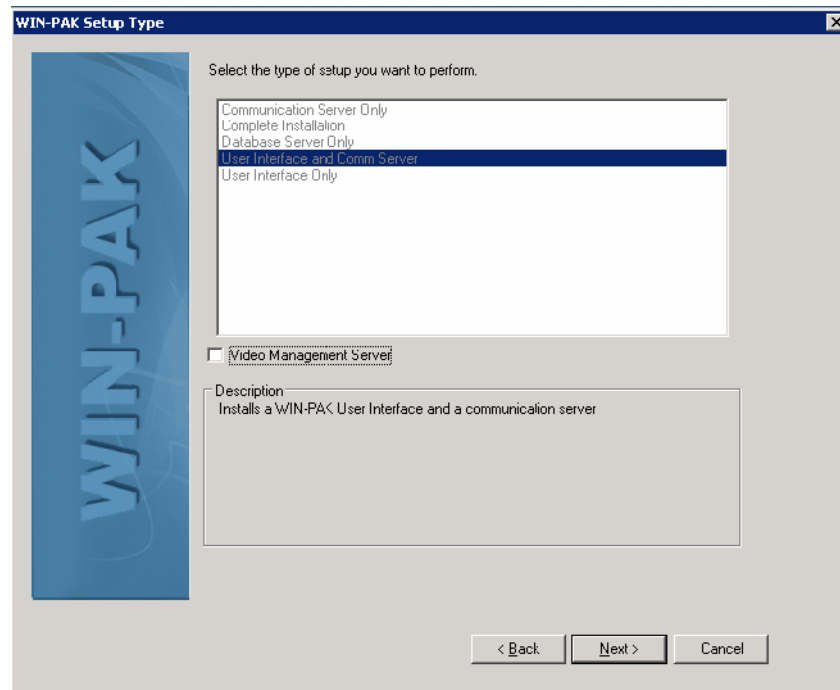 WIN-PAK Setup Type
WIN-PAK
Select the type of setup you want to perform.
Communication Server Only
Complete Installation
Database Server Only
User Interface and Comm Server
User Interface Only
Video Management Server
Description
Installs a WIN-PAK User Interface and a communication server
< Back
Next >
Cancel